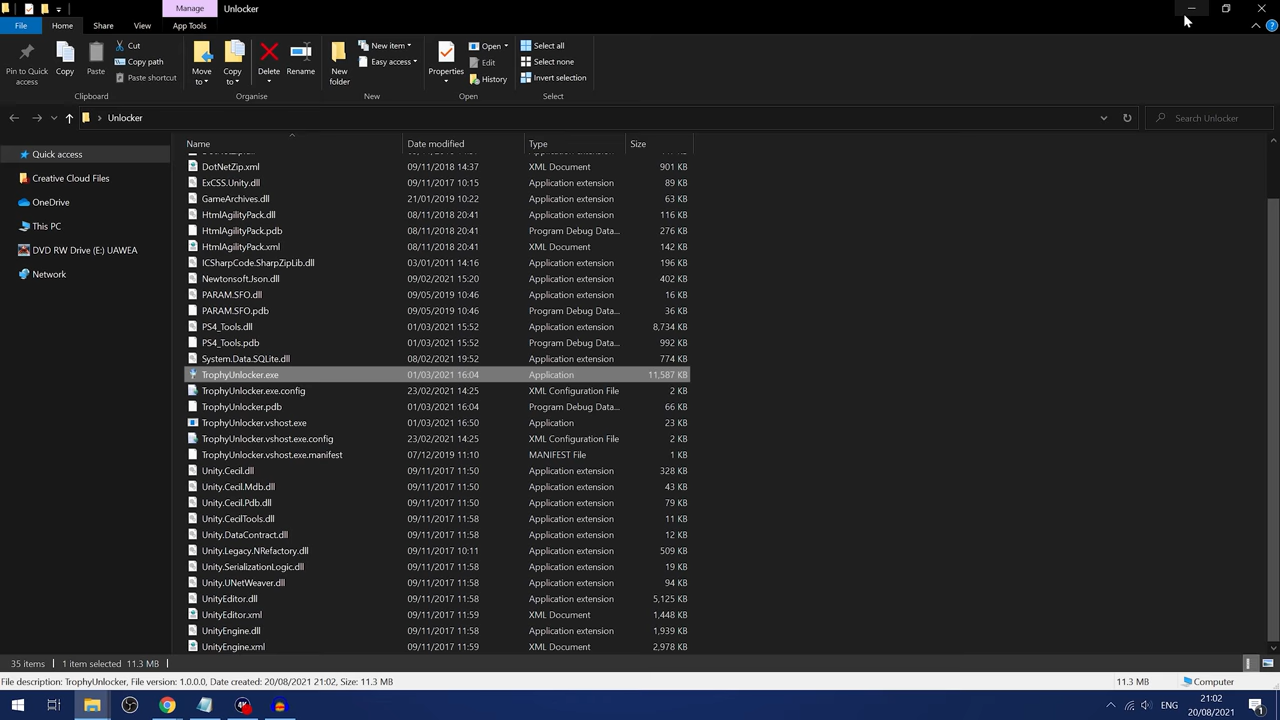 Manage
Unlocker
File
Home
Share
View
App Tools
Pin to Quick
access
Copy
Paste
Cut
Copy path
Paste shortcut
Clipboard
Move
to
Copy
to
Delete
Rename
Organise
New
folder
New item
Easy access
New
Properties
Open
Edit
History
Open
Select all
Select none
Invert selection
Select
Unlocker
Search Unlocker
Quick access
Creative Cloud Files
OneDrive
This PC
DVD RW Drive (E:) UAWEA
Network
Name Date modified Type Size
DotNetZip.xml 09/11/2018 14:37 XML Document 901 KB
ExCSS.Unity.dll 09/11/2017 10:15 Application extension 89 KB
GameArchives.dll 21/01/2019 10:22 Application extension 63 KB
HtmlAgilityPack.dll 08/11/2018 20:41 Application extension 116 KB
HtmlAgilityPack.pdb 08/11/2018 20:41 Program Debug Data... 276 KB
HtmlAgilityPack.xml 08/11/2018 20:41 XML Document 142 KB
ICSharpCode.SharpZipLib.dll 03/01/2011 14:16 Application extension 196 KB
Newtonsoft.Json.dll 09/02/2021 15:20 Application extension 402 KB
PARAM.SFO.dll 09/05/2019 10:46 Application extension 16 KB
PARAM.SFO.pdb 09/05/2019 10:46 Program Debug Data... 36 KB
PS4_Tools.dll 01/03/2021 15:52 Application extension 8,734 KB
PS4_Tools.pdb 01/03/2021 15:52 Program Debug Data... 992 KB
System.Data.SQLite.dll 08/02/2021 19:52 Application extension 774 KB
TrophyUnlocker.exe 01/03/2021 16:04 Application 11,587 KB
TrophyUnlocker.exe.config 23/02/2021 14:25 XML Configuration File 2 KB
TrophyUnlocker.pdb 01/03/2021 16:04 Program Debug Data... 66 KB
TrophyUnlocker.vshost.exe 01/03/2021 16:50 Application 23 KB
TrophyUnlocker.vshost.exe.config 23/02/2021 14:25 XML Configuration File 2 KB
TrophyUnlocker.vshost.exe.manifest 07/12/2019 11:10 MANIFEST File 1 KB
Unity.Cecil.dll 09/11/2017 11:50 Application extension 328 KB
Unity.Cecil.Mdb.dll 09/11/2017 11:50 Application extension 43 KB
Unity.Cecil.Pdb.dll 09/11/2017 11:50 Application extension 79 KB
Unity.CecilTools.dll 09/11/2017 11:58 Application extension 11 KB
Unity.DataContract.dll 09/11/2017 11:50 Application extension 12 KB
Unity.Legacy.NRefactory.dll 09/11/2017 10:11 Application extension 509 KB
Unity.SerializationLogic.dll 09/11/2017 11:58 Application extension 19 KB
Unity.UNetWeaver.dll 09/11/2017 11:58 Application extension 94 KB
UnityEditor.dll 09/11/2017 11:58 Application extension 5,125 KB
UnityEditor.xml 09/11/2017 11:59 XML Document 1,448 KB
UnityEngine.dll 09/11/2017 11:58 Application extension 1,939 KB
UnityEngine.xml 09/11/2017 11:59 XML Document 2,978 KB
35 items 1 item selected 11.3 MB
File description: TrophyUnlocker, File version: 1.0.0.0, Date created: 20/08/2021 21:02, Size: 11.3 MB
11.3 MB
Computer
ENG
21:02
20/08/2021